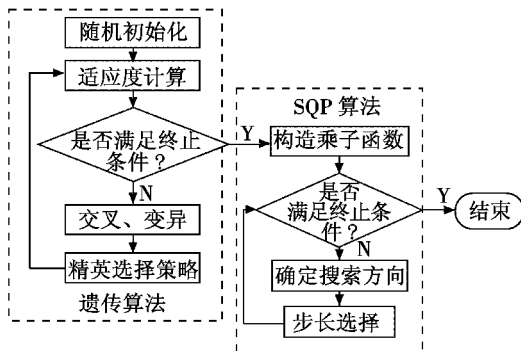 随机初始化
适应度计算
是否满足终止
条件？
Y
N
交叉、变异
精英选择策略
遗传算法
SQP 算法
构造乘子函数
是否
满足终止条
件？
Y
N
确定搜索方向
步长选择
结束